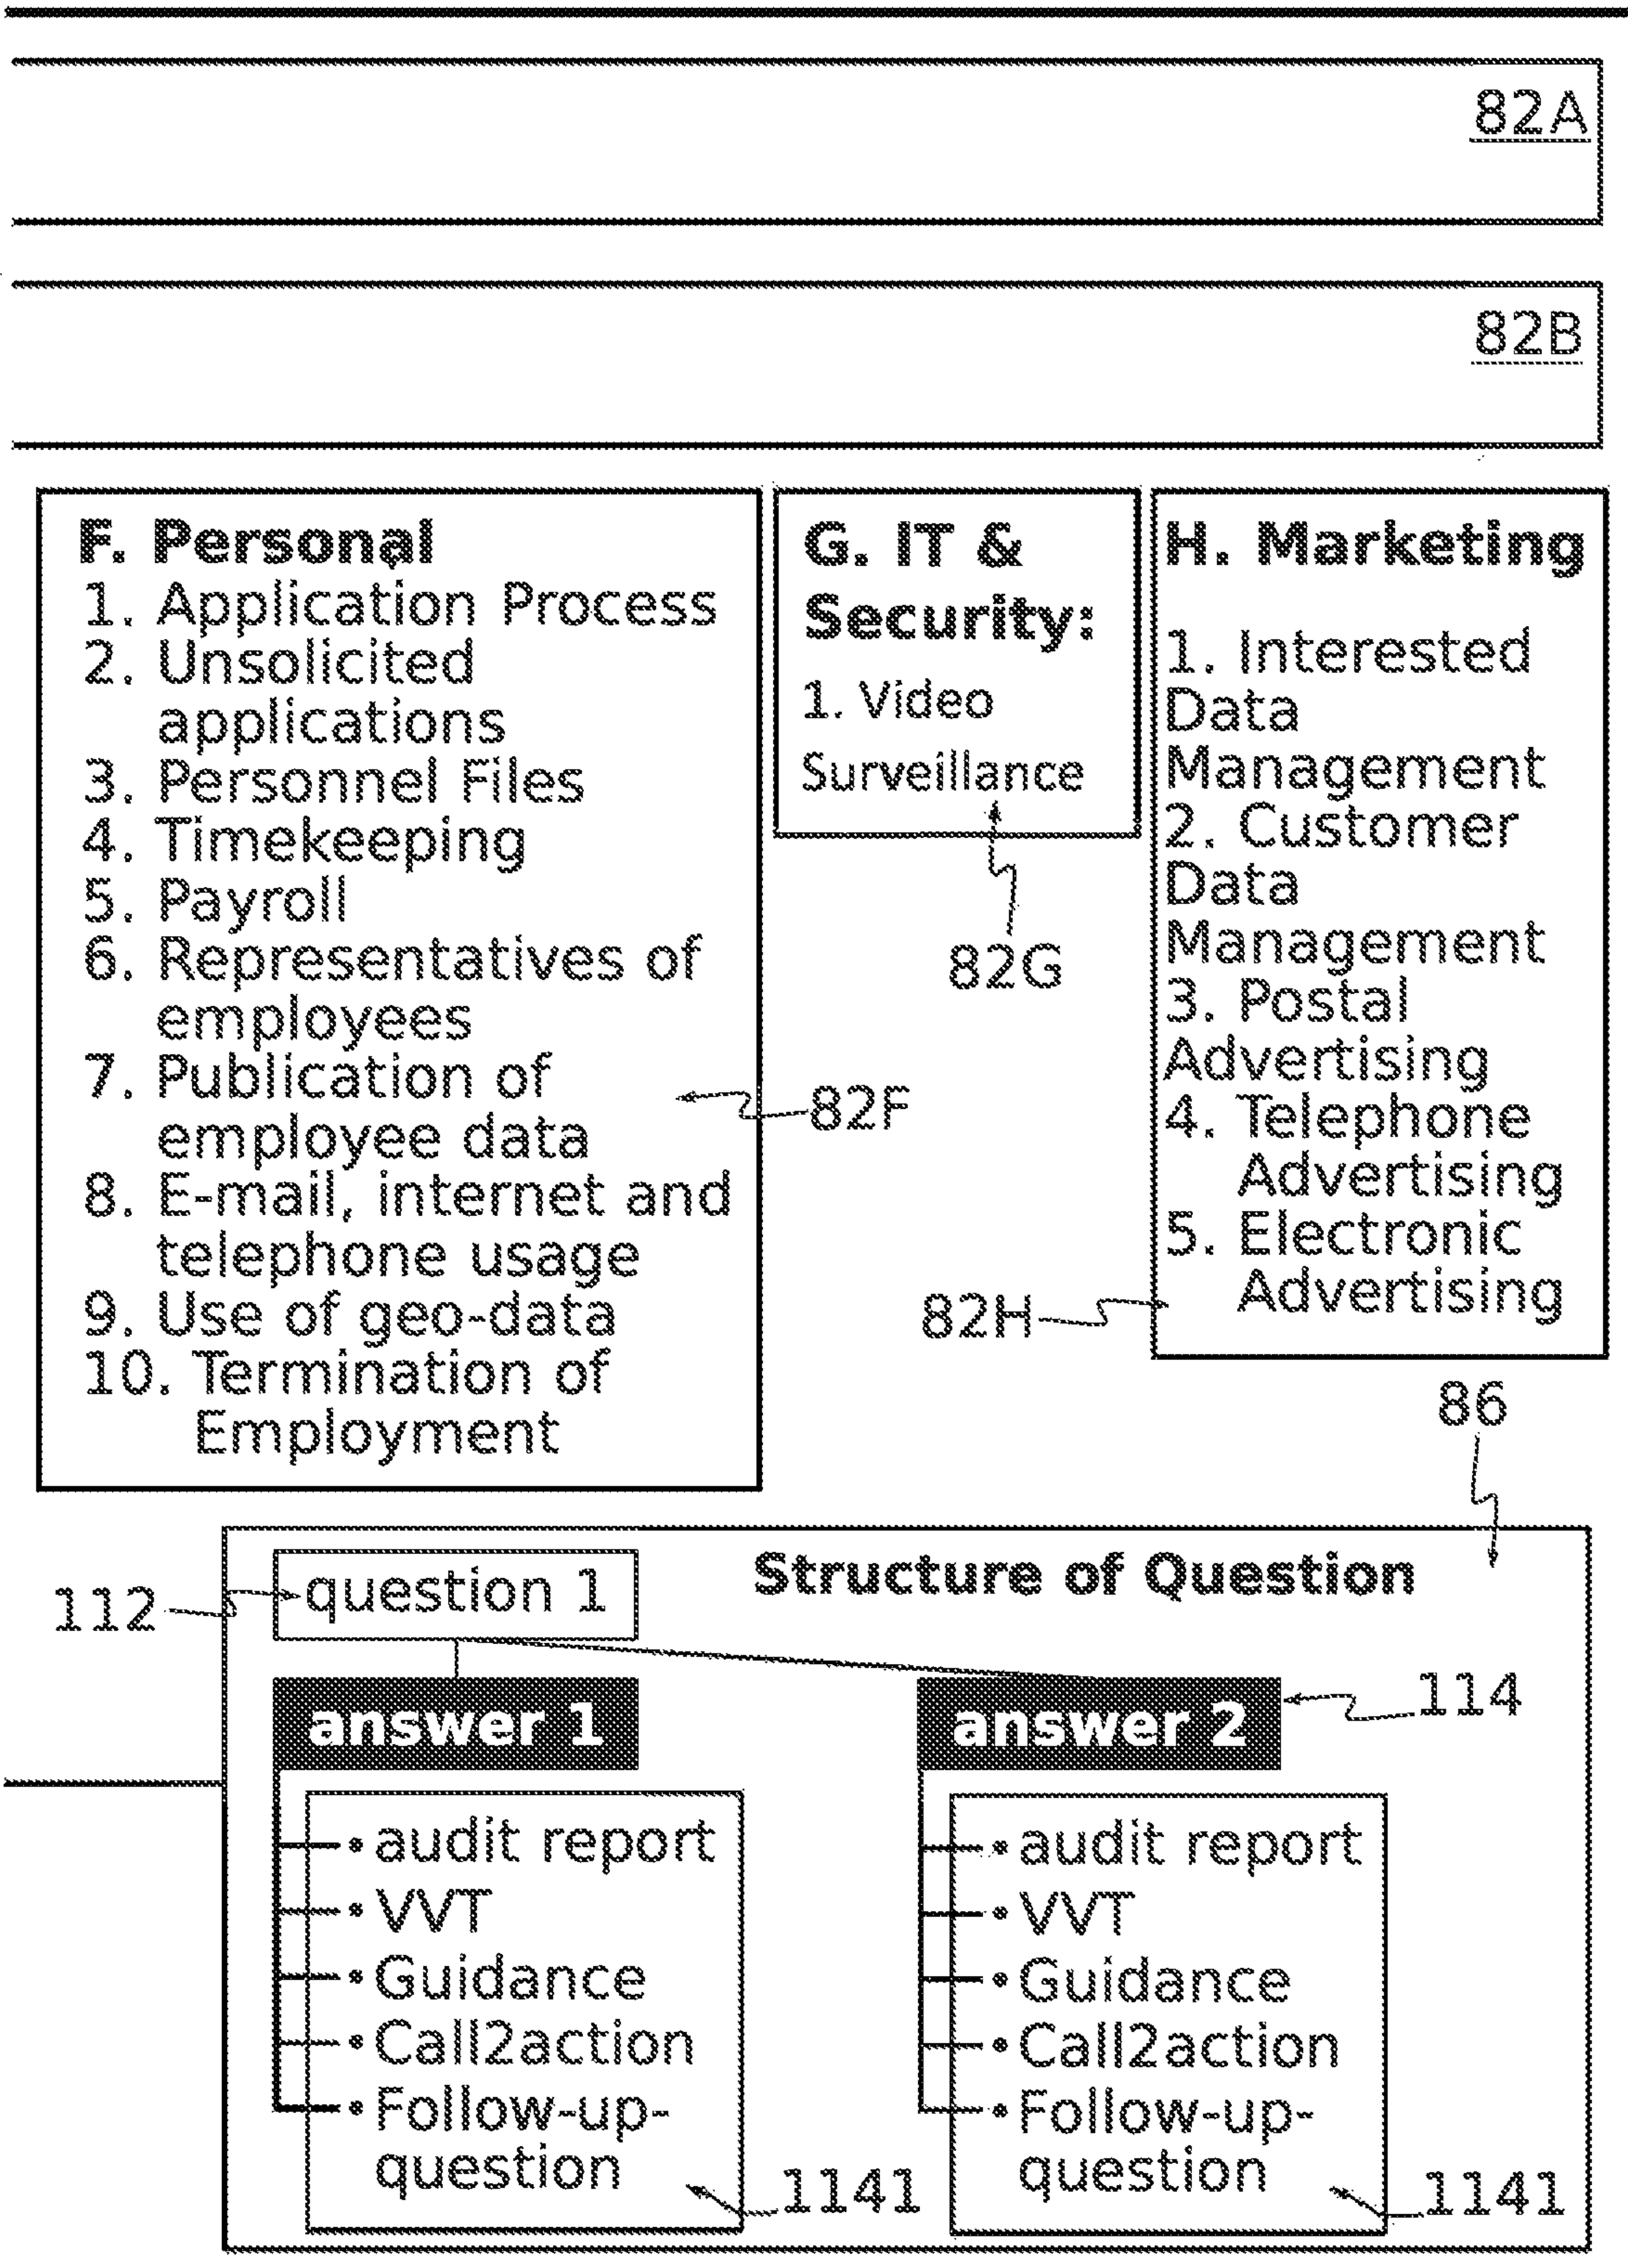 82A
82B
F. Personal
1. Application Process
2. Unsolicited
applications
3. Personnel Files
4. Timekeeping
5. Payroll
6. Representatives of
employees
7. Publication of
employee data
8. E-mail, internet and
telephone usage
9. Use of geo-data
10. Termination of
Employment
82F
G. IT &
Security:
1. Video
Surveillance
82G
H. Marketing
1. Interested
Data
Management
2. Customer
Data
Management
3. Postal
Advertising
4. Telephone
Advertising
5. Electronic
Advertising
82H
86
Structure of Question
112
question 1
answer 1
audit report
VVT
Guidance
Call2action
Follow-up-
question
1141
answer 2
114
audit report
VVT
Guidance
Call2action
Follow-up-
question
1141